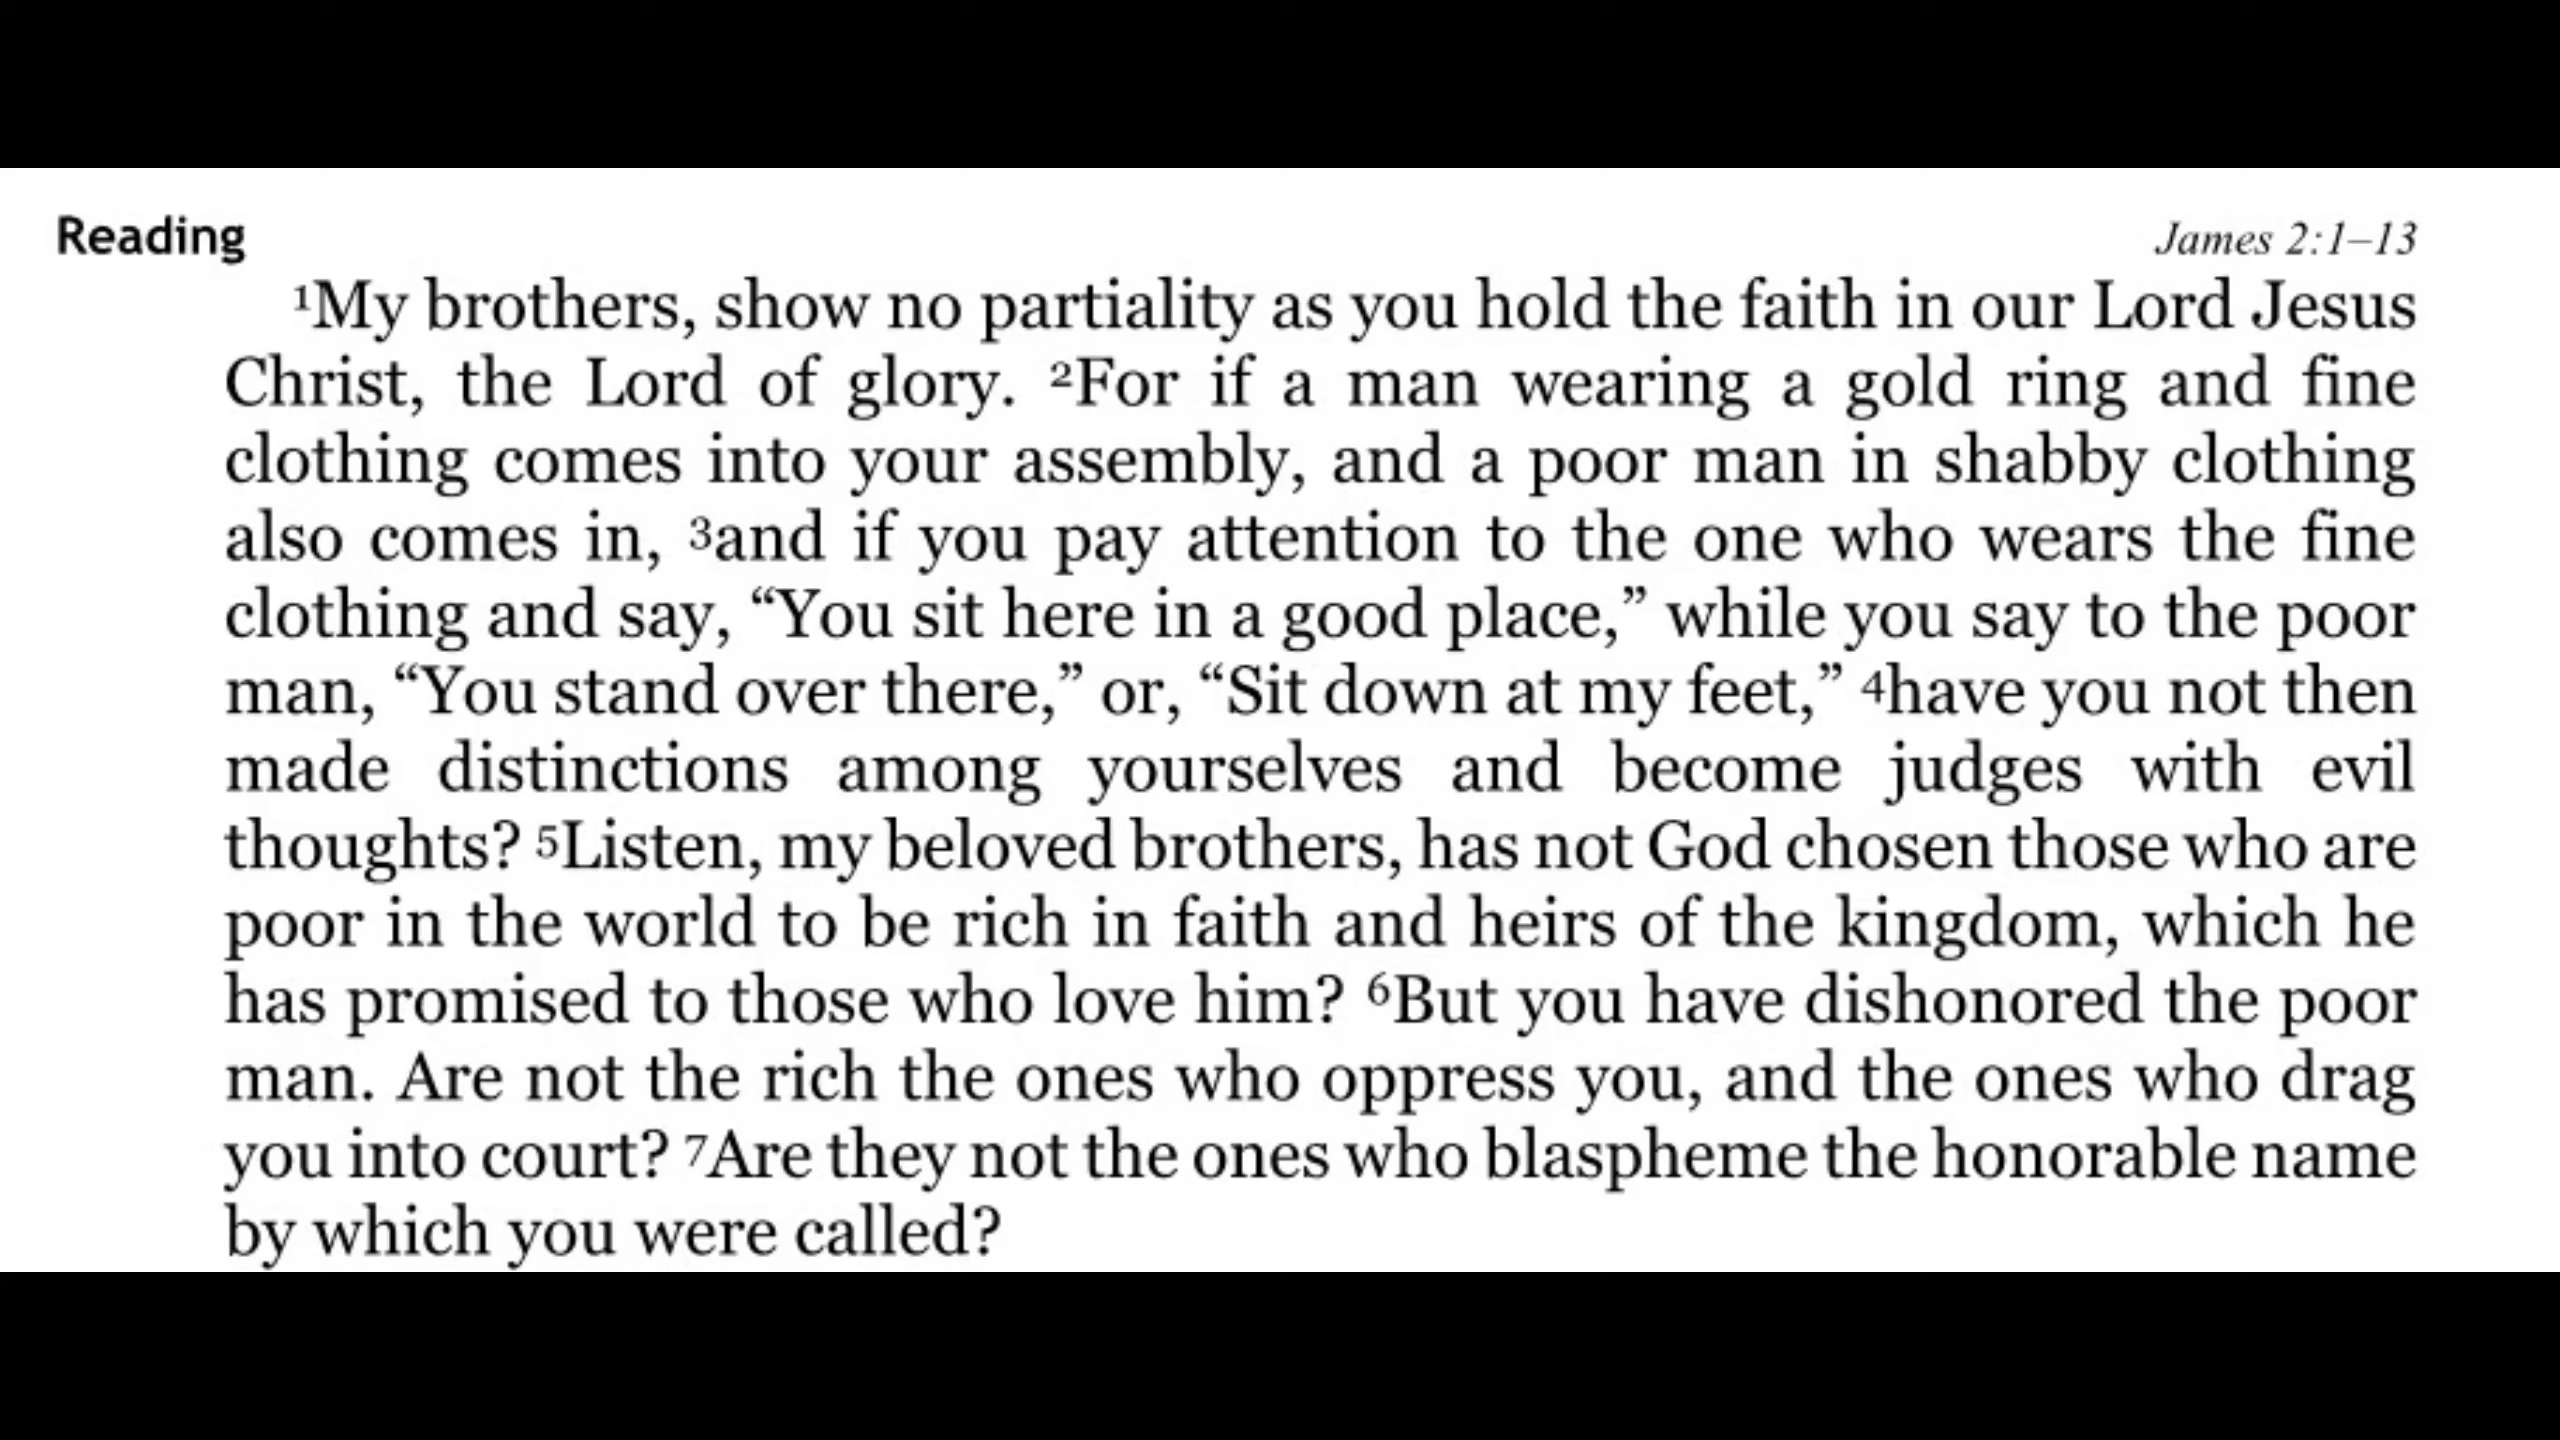 Reading
James 2:1–13
¹My brothers, show no partiality as you hold the faith in our Lord Jesus
Christ, the Lord of glory. ²For if a man wearing a gold ring and fine
clothing comes into your assembly, and a poor man in shabby clothing
also comes in, ³and if you pay attention to the one who wears the fine
clothing and say, “You sit here in a good place,” while you say to the poor
man, “You stand over there,” or, “Sit down at my feet,” ⁴have you not then
made distinctions among yourselves and become judges with evil
thoughts? ⁵Listen, my beloved brothers, has not God chosen those who are
poor in the world to be rich in faith and heirs of the kingdom, which he
has promised to those who love him? ⁶But you have dishonored the poor
man. Are not the rich the ones who oppress you, and the ones who drag
you into court? ⁷Are they not the ones who blaspheme the honorable name
by which you were called?